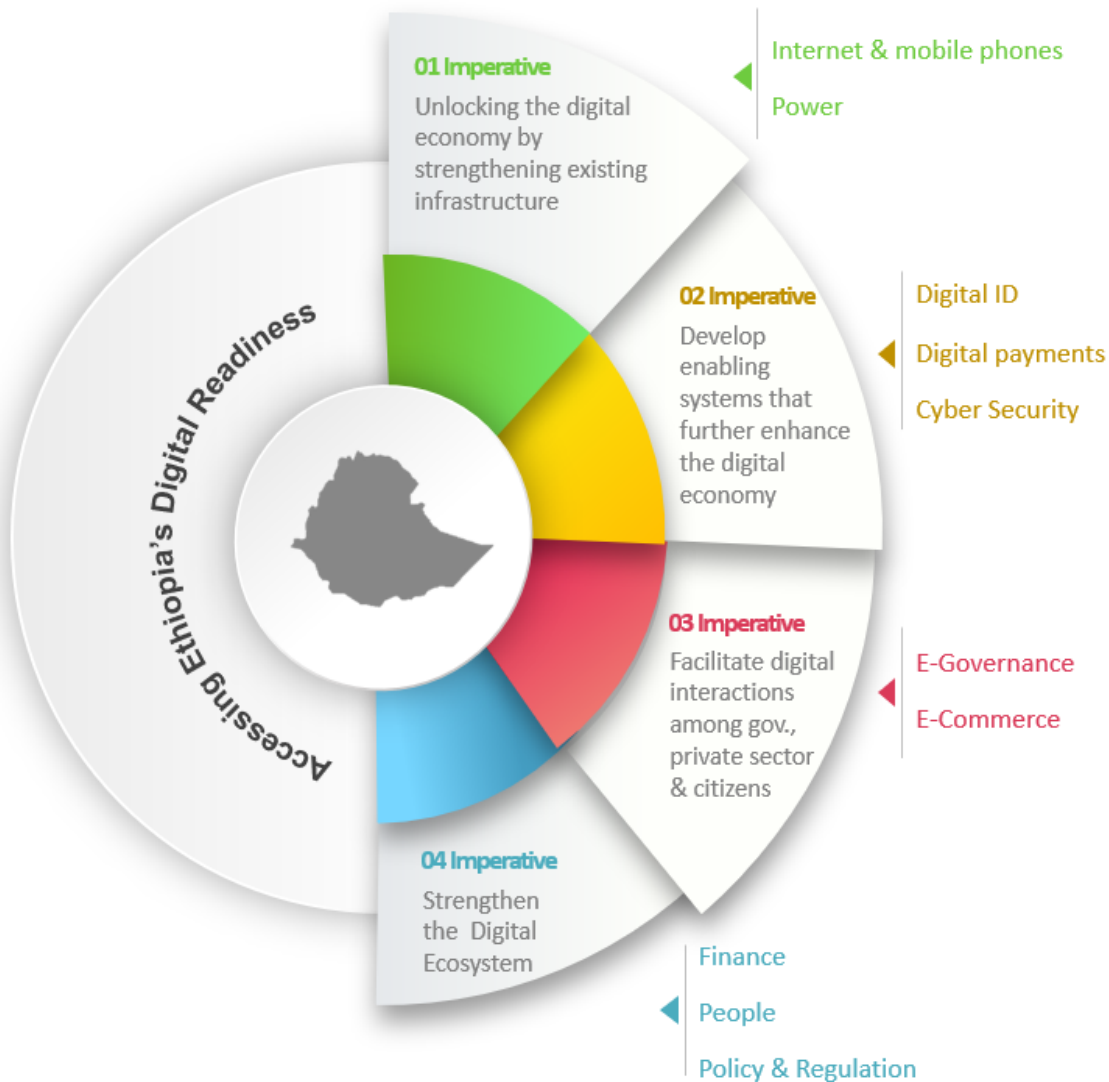 Accessing Ethiopia's Digital Readiness
01 Imperative
Unlocking the digital
economy by
strengthening existing
infrastructure
Internet & mobile phones
Power
02 Imperative
Develop
enabling
systems that
further enhance
the digital
economy
Digital ID
Digital payments
Cyber Security
03 Imperative
Facilitate digital
interactions
among gov.,
private sector
& citizens
E-Governance
E-Commerce
04 Imperative
Strengthen
the Digital
Ecosystem
Finance
People
Policy & Regulation